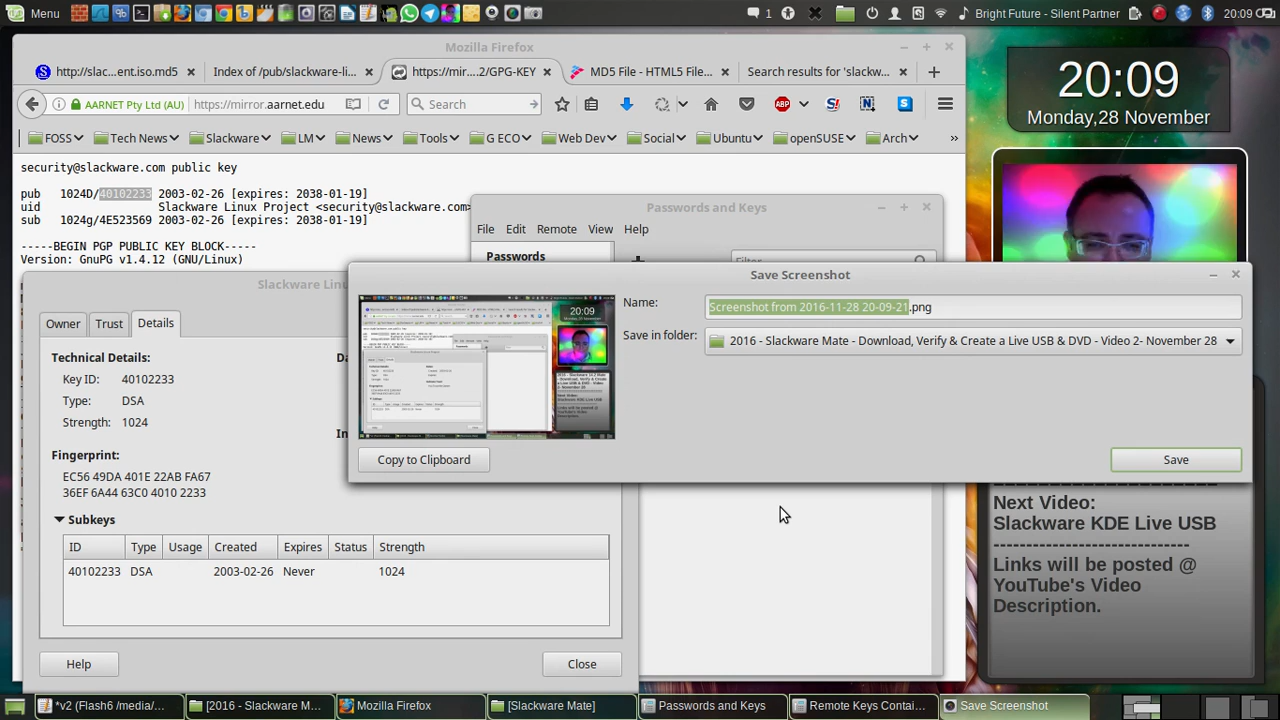 Menu
1
Bright Future - Silent Partner
20:09
Mozilla Firefox
http://slac...ent.iso.md5
Index of /pub/slackware-li...
https://mir....2/GPG-KEY
MD5 File - HTML5 File...
Search results for 'slackw...
AARNET Pty Ltd (AU)
https://mirror.aarnet.edu
Search
ABP
FOSS
Tech News
Slackware
LM
News
Tools
G ECO
Web Dev
Social
Ubuntu
openSUSE
Arch
»
20:09
Monday,28 November
security@slackware.com public key
pub 1024D/40102233 2003-02-26 [expires: 2038-01-19]
uid Slackware Linux Project <security@slackware.com>
sub 1024g/4E523569 2003-02-26 [expires: 2038-01-19]
-----BEGIN PGP PUBLIC KEY BLOCK-----
Version: GnuPG v1.4.12 (GNU/Linux)
Passwords and Keys
File Edit Remote View Help
Passwords
Filter
Slackware Linu
Owner
Trust
Details
Technical Details:
Key ID: 40102233
Type: DSA
Strength: 1024
Fingerprint:
EC56 49DA 401E 22AB FA67
36EF 6A44 63C0 4010 2233
Subkeys
ID Type Usage Created Expires Status Strength
40102233 DSA 2003-02-26 Never 1024
Help
Close
Save Screenshot
Name: Screenshot from 2016-11-28 20-09-21.png
Save in folder: 2016 - Slackware Mate - Download, Verify & Create a Live USB & DVD - Video 2- November 28
Copy to Clipboard
Save
Next Video:
Slackware KDE Live USB
----------------------------
Links will be posted @
YouTube's Video
Description.
*v2 (Flash6 /media/...
[2016 - Slackware M...
Mozilla Firefox
[Slackware Mate]
Passwords and Keys
Remote Keys Contai...
Save Screenshot